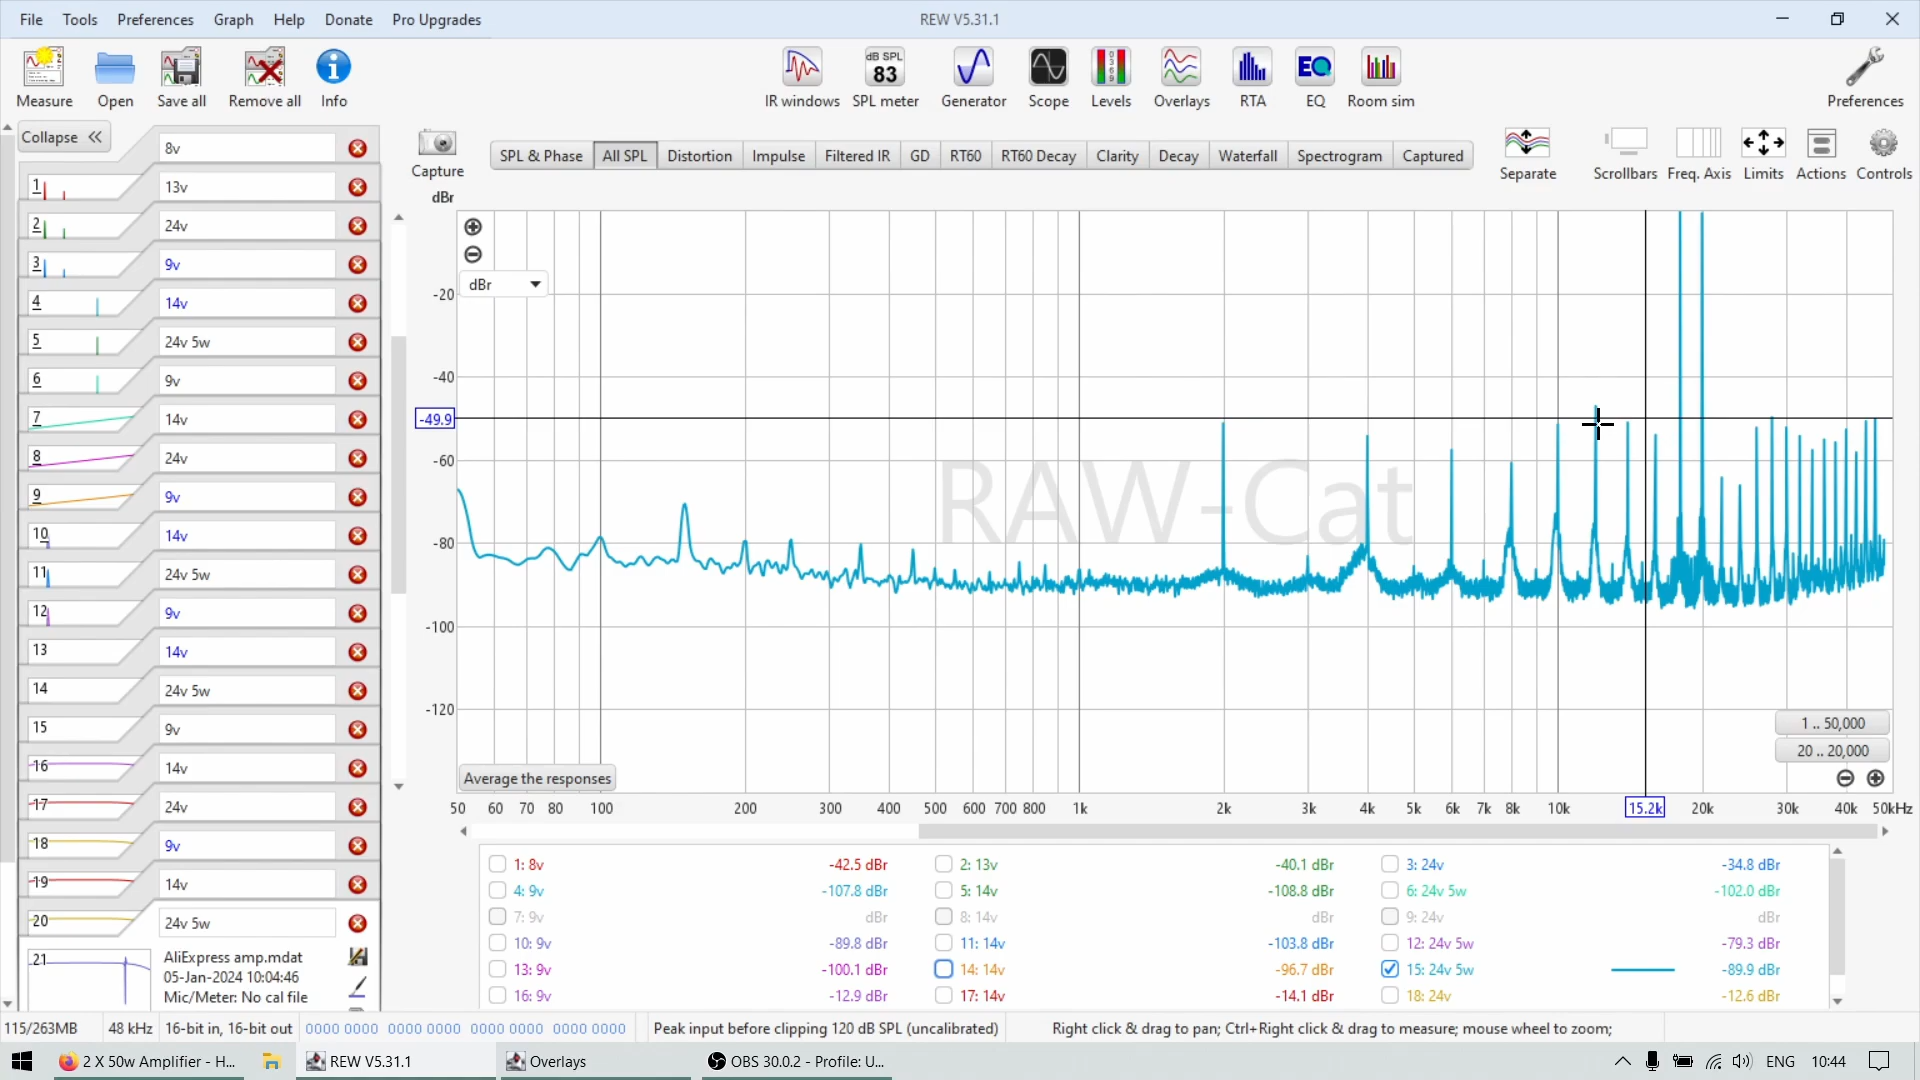 File Tools Preferences Graph Help Donate Pro Upgrades
REW V5.31.1
Measure Open Save all Remove all Info
dB SPL
83
EQ
IR windows SPL meter Generator Scope Levels Overlays RTA EQ Room sim
Preferences
Collapse
Capture
SPL & Phase All SPL Distortion Impulse Filtered IR GD RT60 RT60 Decay Clarity Decay Waterfall Spectrogram Captured
Separate Scrollbars Freq. Axis Limits Actions Controls
8v
1 13v
2 24v
3 9v
4 14v
5 24v 5w
6 9v
7 14v
8 24v
9 9v
10 14v
11 24v 5w
12 9v
13 14v
14 24v 5w
15 9v
16 14v
17 24v
18 9v
19 14v
20 24v 5w
21
AliExpress amp.mdat
05-Jan-2024 10:04:46
Mic/Meter: No cal file
dBr
dBr
-20
-40
-49.9
-60
-80
-100
-120
RAW-Cat
1 .. 50,000
20 .. 20,000
Average the responses
50 60 70 80 100 200 300 400 500 600 700 800 1k 2k 3k 4k 5k 6k 7k 8k 10k 15.2k 20k 30k 40k 50kHz
1: 8v -42.5 dBr 2: 13v -40.1 dBr 3: 24v -34.8 dBr
4: 9v -107.8 dBr 5: 14v -108.8 dBr 6: 24v 5w -102.0 dBr
7: 9v dBr 8: 14v dBr 9: 24v dBr
10: 9v -89.8 dBr 11: 14v -103.8 dBr 12: 24v 5w -79.3 dBr
13: 9v -100.1 dBr 14: 14v -96.7 dBr 15: 24v 5w -89.9 dBr
16: 9v -12.9 dBr 17: 14v -14.1 dBr 18: 24v -12.6 dBr
115/263MB 48 kHz 16-bit in, 16-bit out 0000 0000 0000 0000 0000 0000 0000 0000 Peak input before clipping 120 dB SPL (uncalibrated) Right click & drag to pan; Ctrl+Right click & drag to measure; mouse wheel to zoom;
2 X 50w Amplifier - H... REW V5.31.1 Overlays OBS 30.0.2 - Profile: U... ENG 10:44